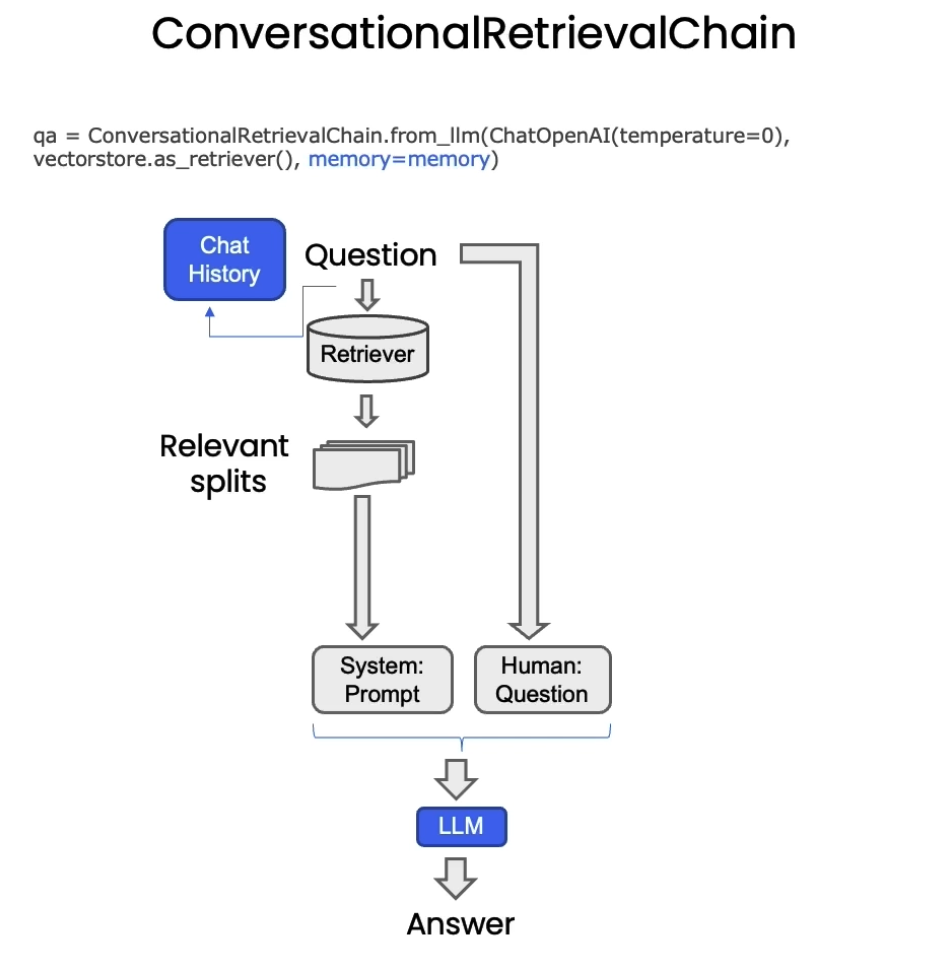 ConversationalRetrievalChain
qa = ConversationalRetrievalChain.from_llm(ChatOpenAI(temperature=0),
vectorstore.as_retriever(), memory=memory)
Chat
History
Question
Retriever
Relevant
splits
System:
Prompt
Human:
Question
LLM
Answer